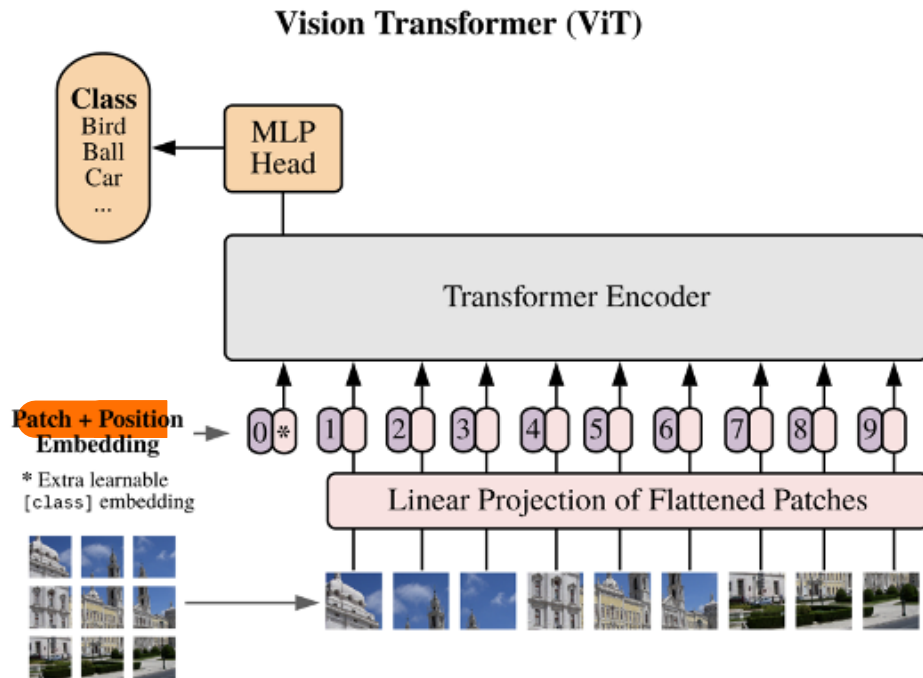 Vision Transformer (ViT)
Class
Bird
Ball
Car
...
MLP
Head
Transformer Encoder
Patch + Position
Embedding
0 * 1 2 3 4 5 6 7 8 9
* Extra learnable
[class] embedding
Linear Projection of Flattened Patches